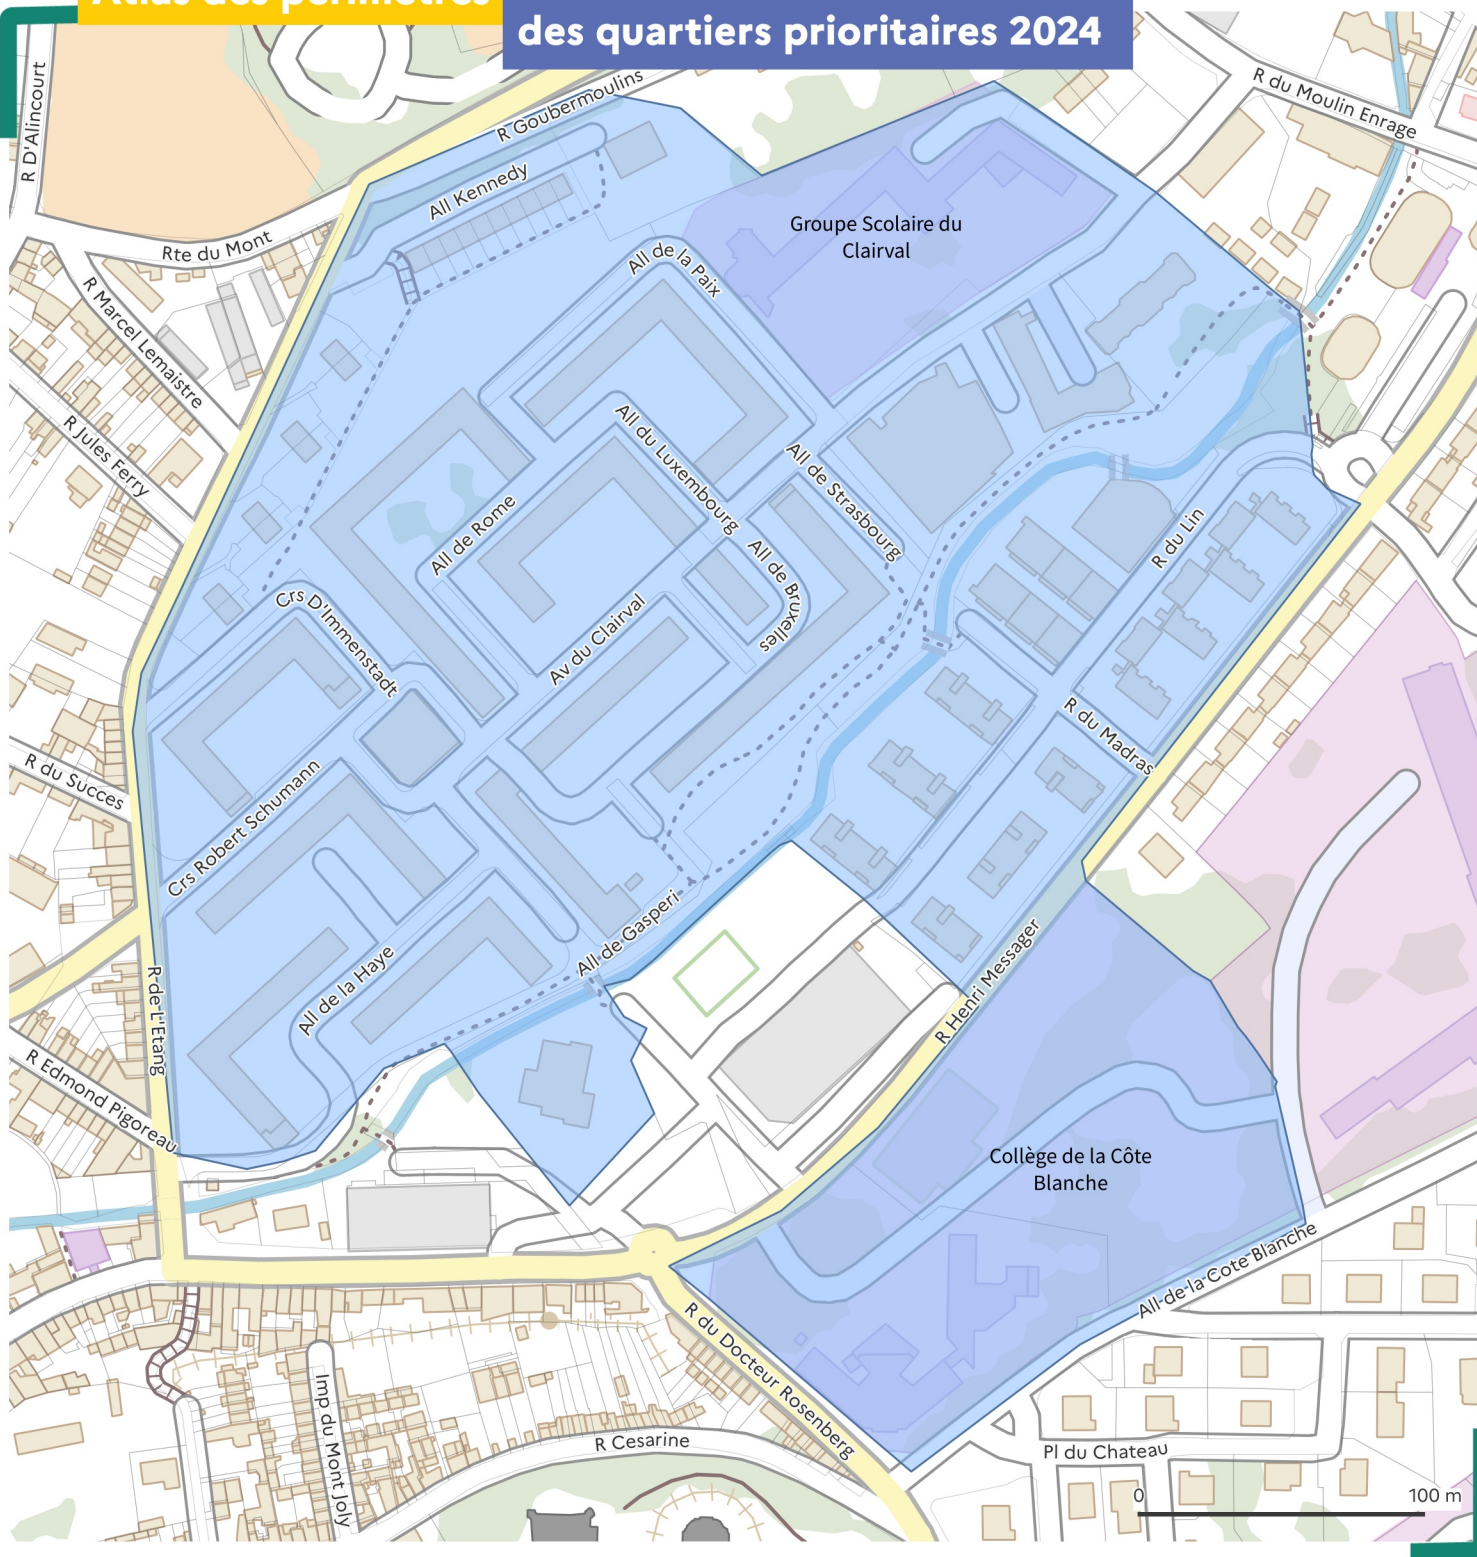 Atlas des périmètres
des quartiers prioritaires 2024
R D'Alincourt
R Goubermoulins
R du Moulin Enrage
All Kennedy
Rte du Mont
Groupe Scolaire du
Clairval
All de la Paix
R Marcel Lemaistre
R Jules Ferry
All du Luxembourg
All de Strasbourg
All de Rome
All de Bruxelles
R du Lin
Crs D'Immenstadt
Av du Clairval
R du Madras
R du Succes
Crs Robert Schumann
All de Gasperi
All de la Haye
R de L'Etang
R Henri Messager
R Edmond Pigoreau
Collège de la Côte
Blanche
All de la Cote Blanche
R du Docteur Rosenberg
Imp du Mont Joly
R Cesarine
Pl du Chateau
0 100 m